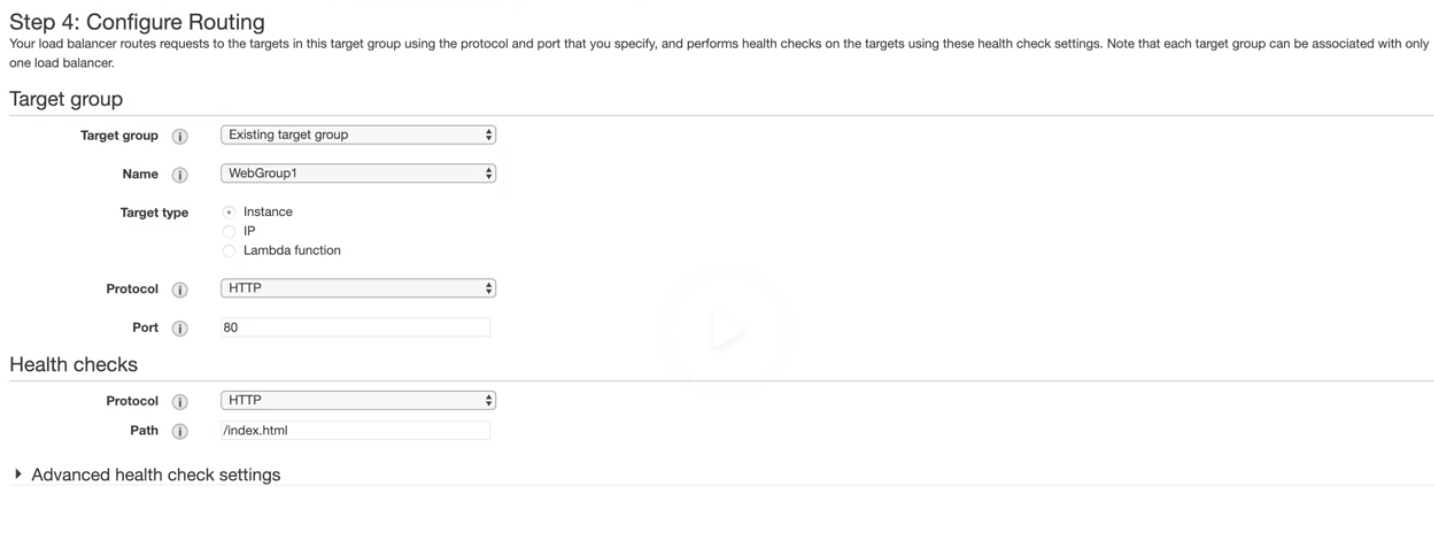 Step 4: Configure Routing
Your load balancer routes requests to the targets in this target group using the protocol and port that you specify, and performs health checks on the targets using these health check settings. Note that each target group can be associated with only
one load balancer.
Target group
Target group i Existing target group
Name i WebGroup1
Target type Instance
IP
Lambda function
Protocol i HTTP
Port i 80
Health checks
Protocol i HTTP
Path i /index.html
Advanced health check settings